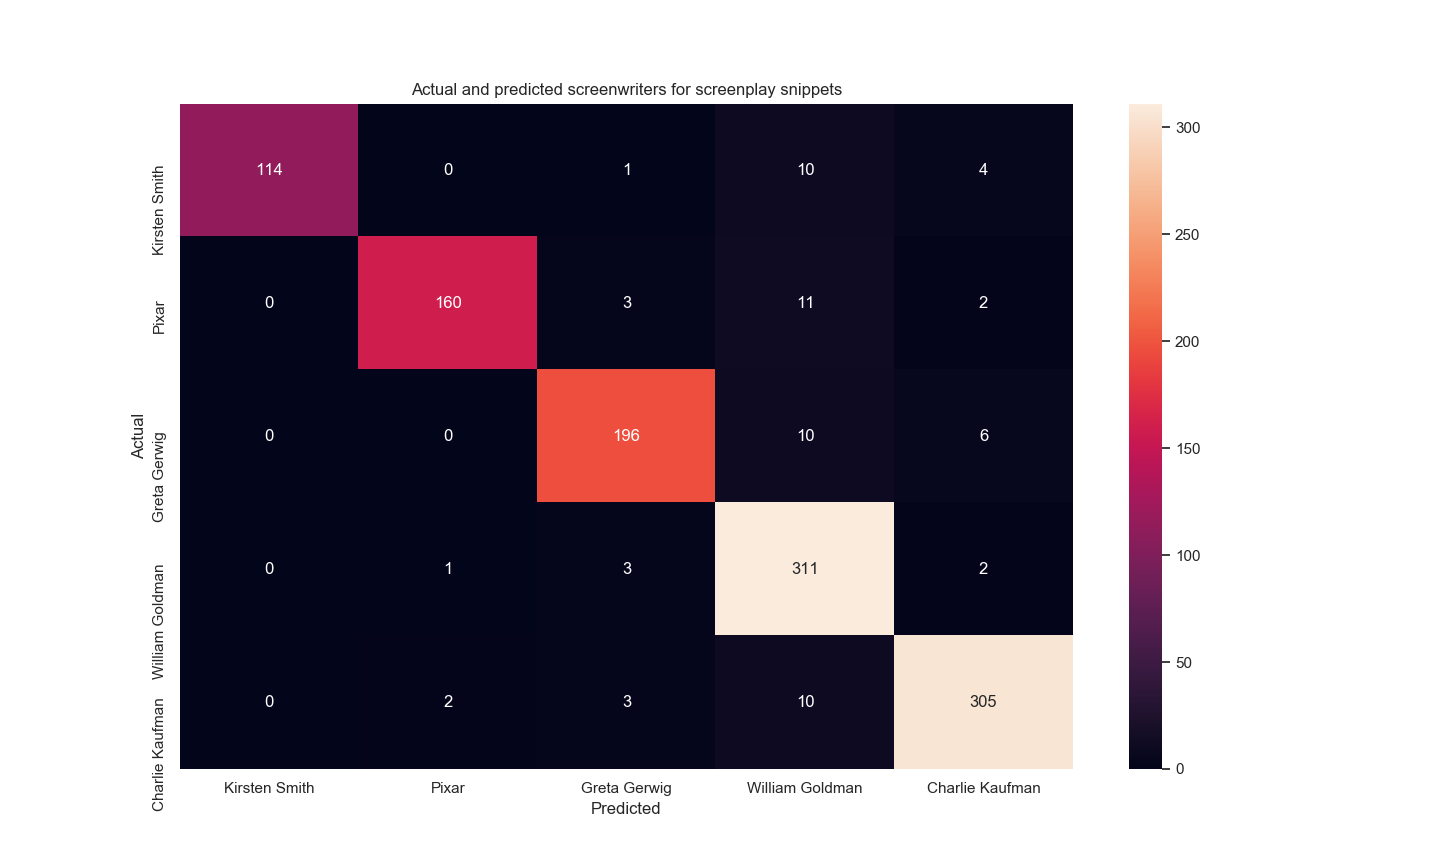 Actual and predicted screenwriters for screenplay snippets
Actual
Kirsten Smith
114 0 1 10 4
Pixar
0 160 3 11 2
Greta Gerwig
0 0 196 10 6
William Goldman
0 1 3 311 2
Charlie Kaufman
0 2 3 10 305
Kirsten Smith Pixar Greta Gerwig William Goldman Charlie Kaufman
Predicted
300
250
200
150
100
50
0